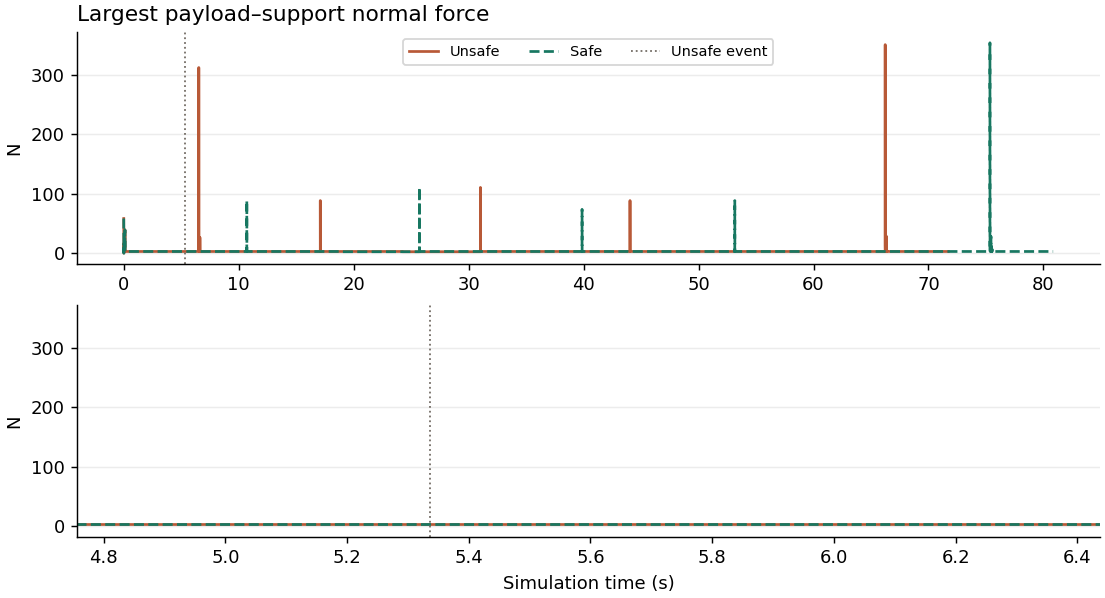 Largest payload–support normal force
Unsafe Safe Unsafe event
N
300
200
100
0
0 10 20 30 40 50 60 70 80
N
300
200
100
0
4.8 5.0 5.2 5.4 5.6 5.8 6.0 6.2 6.4
Simulation time (s)